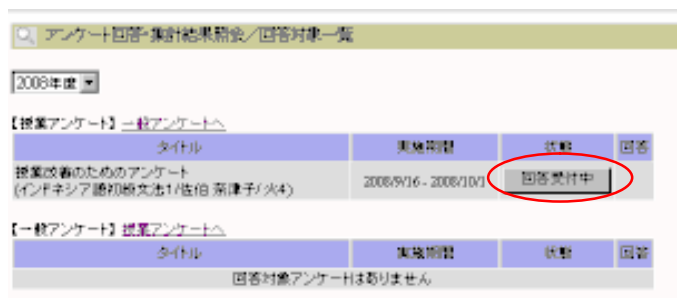 アンケート回答・集計結果照会／回答対象一覧
2008年度
【授業アンケート】 一般アンケートへ
タイトル 実施期間 状態 回答
授業改善のためのアンケート
(インドネシア語初級文法1/佐伯 奈津子/火4) 2008/9/16 - 2008/10/1 回答受付中
【一般アンケート】 授業アンケートへ
タイトル 実施期間 状態 回答
回答対象アンケートはありません